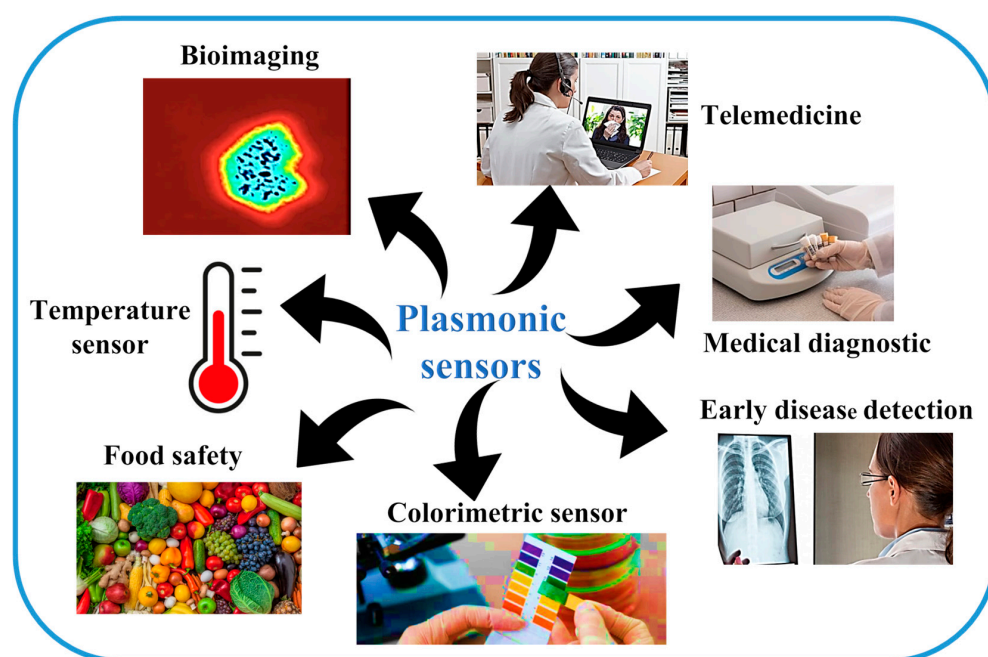 Bioimaging
Telemedicine
Temperature
sensor
Plasmonic
sensors
Medical diagnostic
Early disease detection
Food safety
Colorimetric sensor